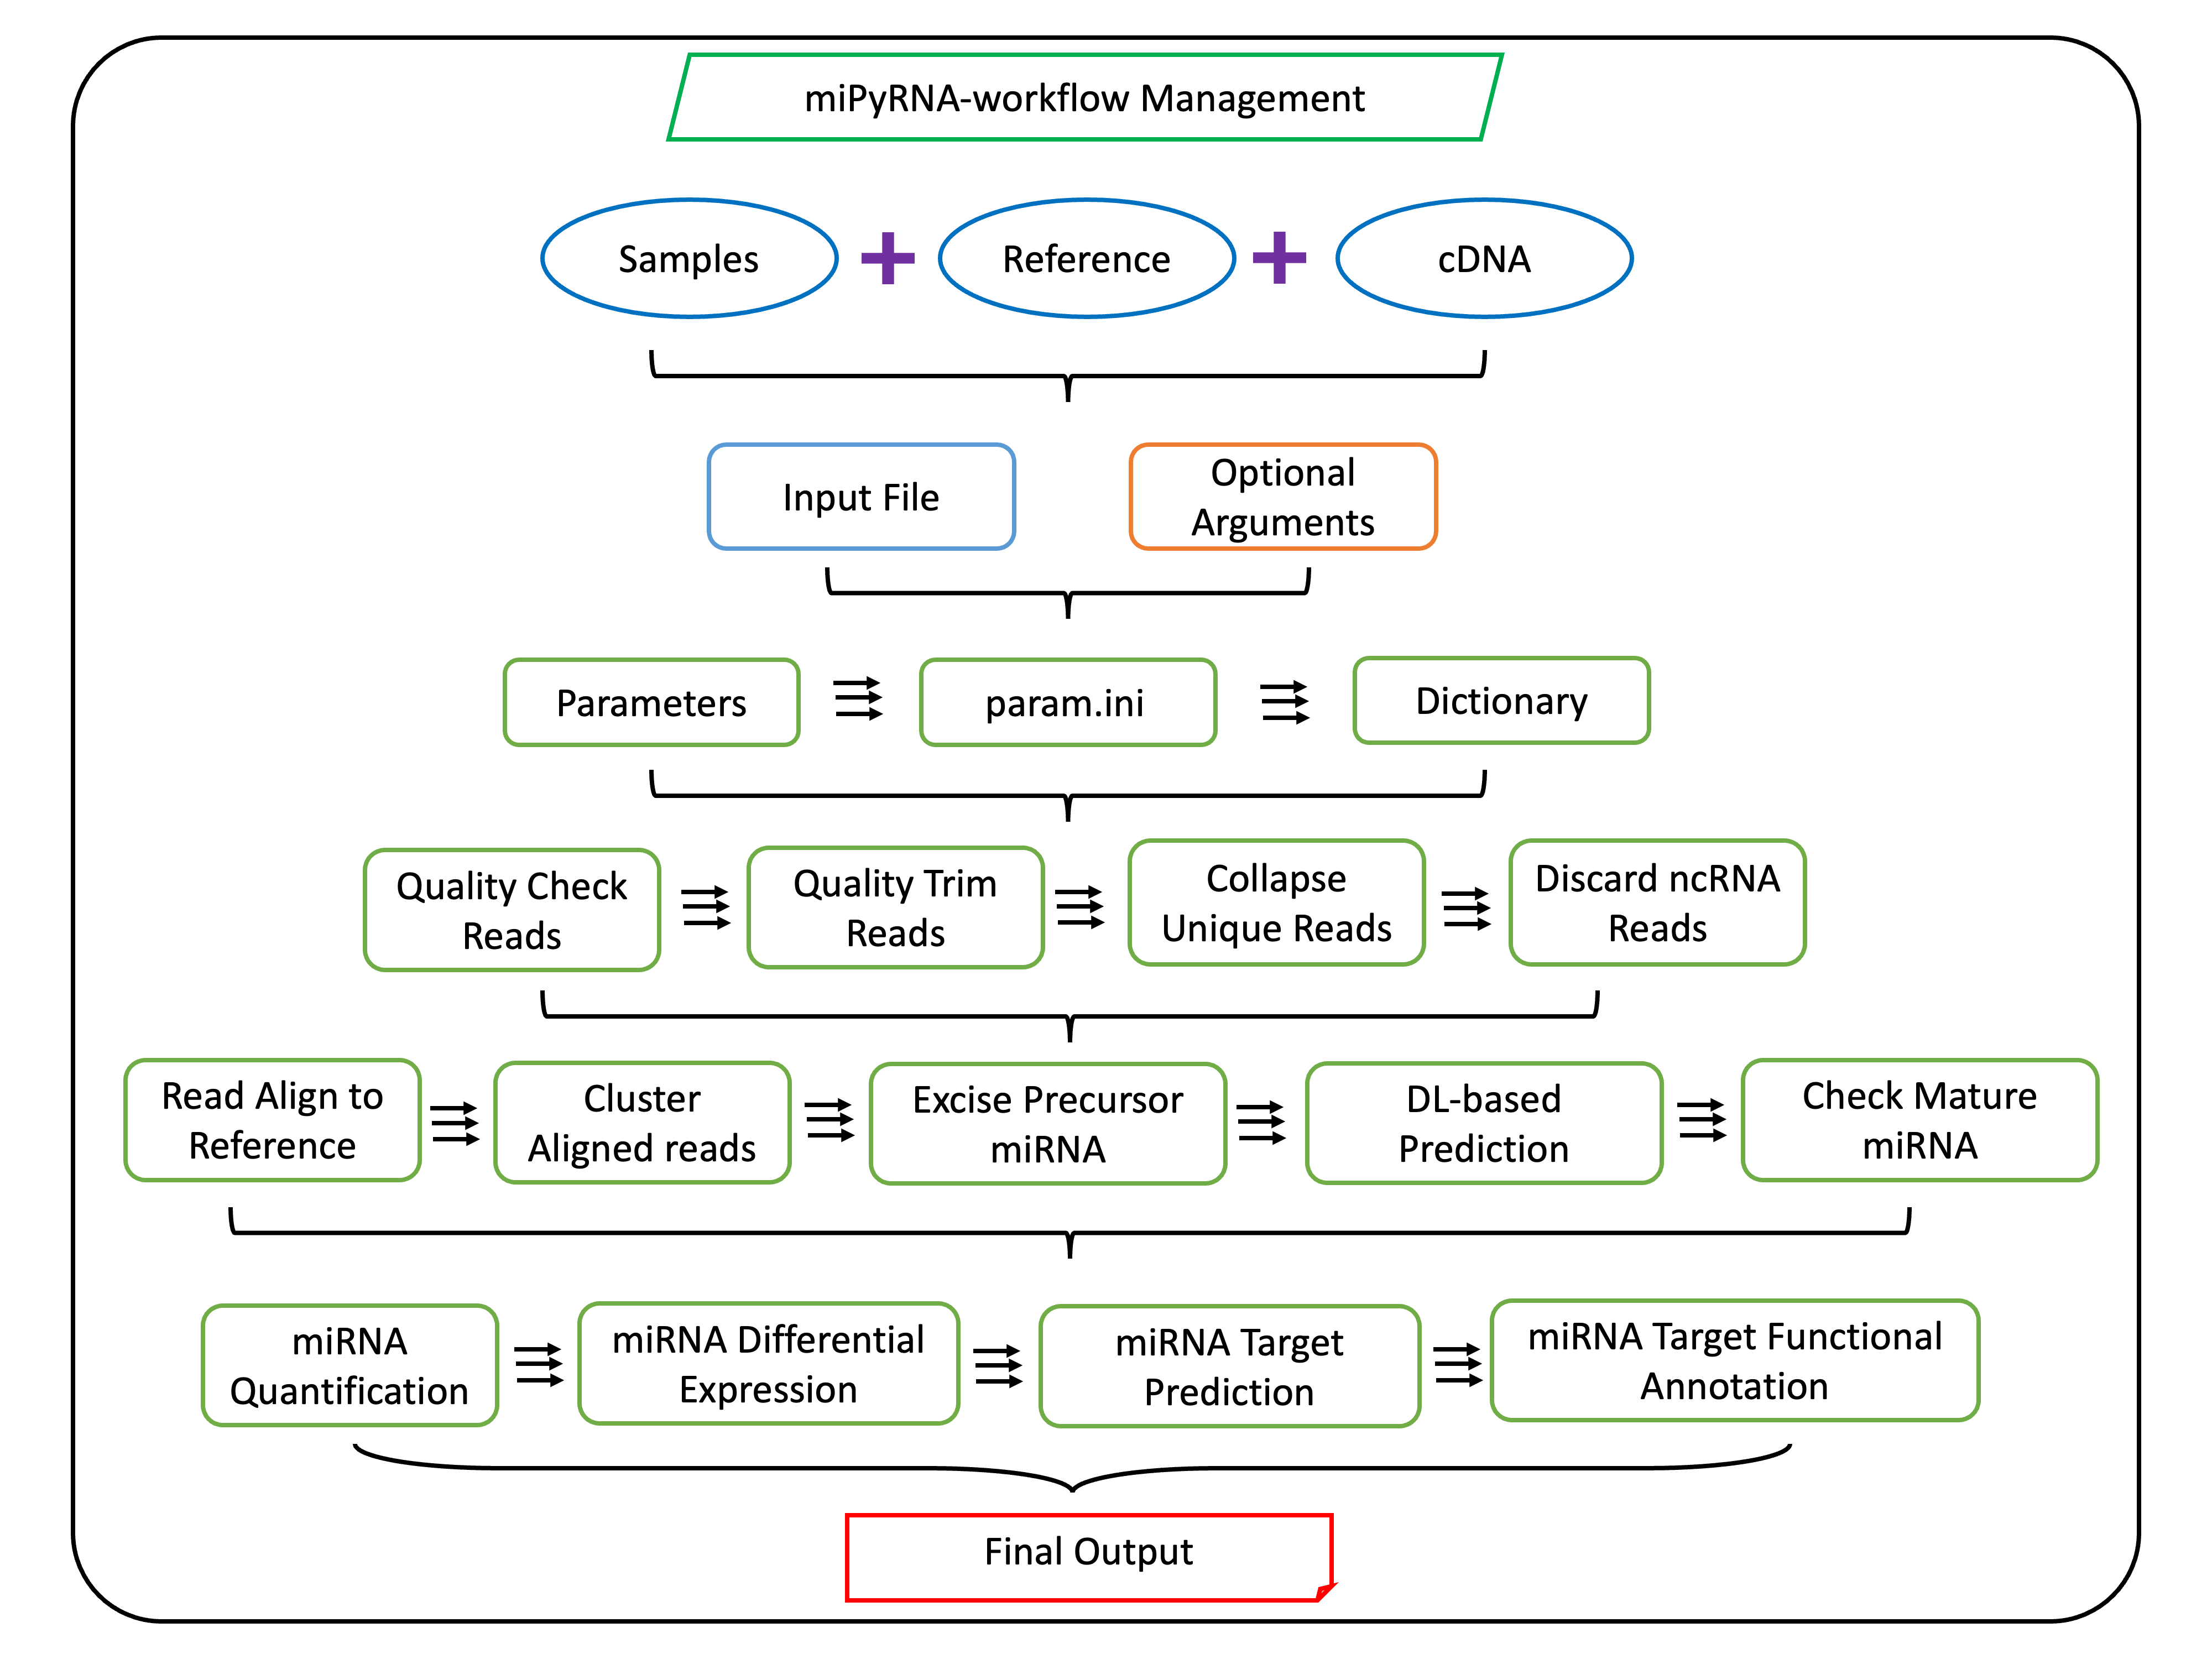 miPyRNA-workflow Management
Samples
Reference
cDNA
Input File
Optional
Arguments
Parameters
param.ini
Dictionary
Quality Check
Reads
Quality Trim
Reads
Collapse
Unique Reads
Discard ncRNA
Reads
Read Align to
Reference
Cluster
Aligned reads
Excise Precursor
miRNA
DL-based
Prediction
Check Mature
miRNA
miRNA
Quantification
miRNA Differential
Expression
miRNA Target
Prediction
miRNA Target Functional
Annotation
Final Output